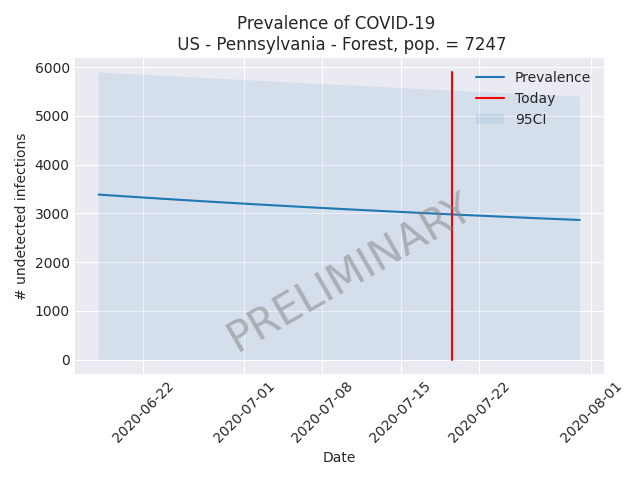 Prevalence of COVID-19
US - Pennsylvania - Forest, pop. = 7247
Prevalence
Today
95CI
6000
5000
4000
3000
2000
1000
0
# undetected infections
PRELIMINARY
2020-06-22
2020-07-01
2020-07-08
2020-07-15
2020-07-22
2020-08-01
Date